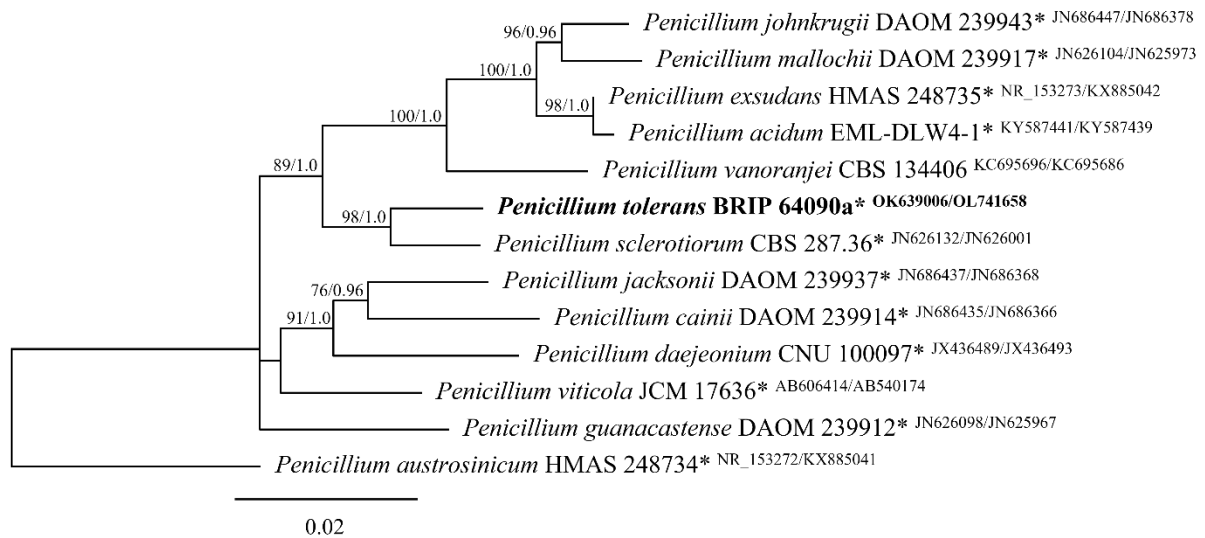 Penicillium johnkrugii DAOM 239943* JN686447/JN686378
96/0.96
Penicillium mallochii DAOM 239917* JN626104/JN625973
100/1.0
Penicillium exsudans HMAS 248735* NR_153273/KX885042
98/1.0
100/1.0
Penicillium acidum EML-DLW4-1* KY587441/KY587439
89/1.0
Penicillium vanoranjei CBS 134406 KC695696/KC695686
Penicillium tolerans BRIP 64090a* OK639006/OL741658
98/1.0
Penicillium sclerotiorum CBS 287.36* JN626132/JN626001
Penicillium jacksonii DAOM 239937* JN686437/JN686368
76/0.96
Penicillium cainii DAOM 239914* JN686435/JN686366
91/1.0
Penicillium daejeonium CNU 100097* JX436489/JX436493
Penicillium viticola JCM 17636* AB606414/AB540174
Penicillium guanacastense DAOM 239912* JN626098/JN625967
Penicillium austrosinicum HMAS 248734* NR_153272/KX885041
0.02